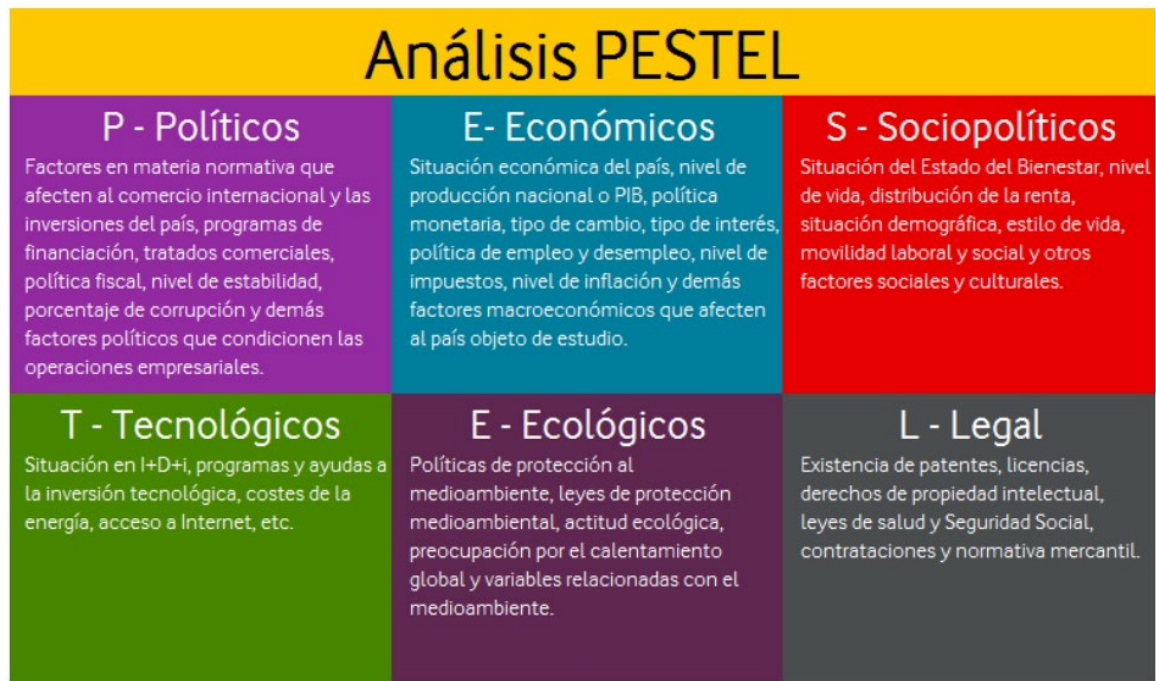 Análisis PESTEL
P - Políticos
Factores en materia normativa que
afecten al comercio internacional y las
inversiones del país, programas de
financiación, tratados comerciales,
política fiscal, nivel de estabilidad,
porcentaje de corrupción y demás
factores políticos que condicionen las
operaciones empresariales.
E- Económicos
Situación económica del país, nivel de
producción nacional o PIB, política
monetaria, tipo de cambio, tipo de interés,
política de empleo y desempleo, nivel de
impuestos, nivel de inflación y demás
factores macroeconómicos que afecten
al país objeto de estudio.
S - Sociopolíticos
Situación del Estado del Bienestar, nivel
de vida, distribución de la renta,
situación demográfica, estilo de vida,
movilidad laboral y social y otros
factores sociales y culturales.
T - Tecnológicos
Situación en I+D+i, programas y ayudas a
la inversión tecnológica, costes de la
energía, acceso a Internet, etc.
E - Ecológicos
Políticas de protección al
medioambiente, leyes de protección
medioambiental, actitud ecológica,
preocupación por el calentamiento
global y variables relacionadas con el
medioambiente.
L - Legal
Existencia de patentes, licencias,
derechos de propiedad intelectual,
leyes de salud y Seguridad Social,
contrataciones y normativa mercantil.